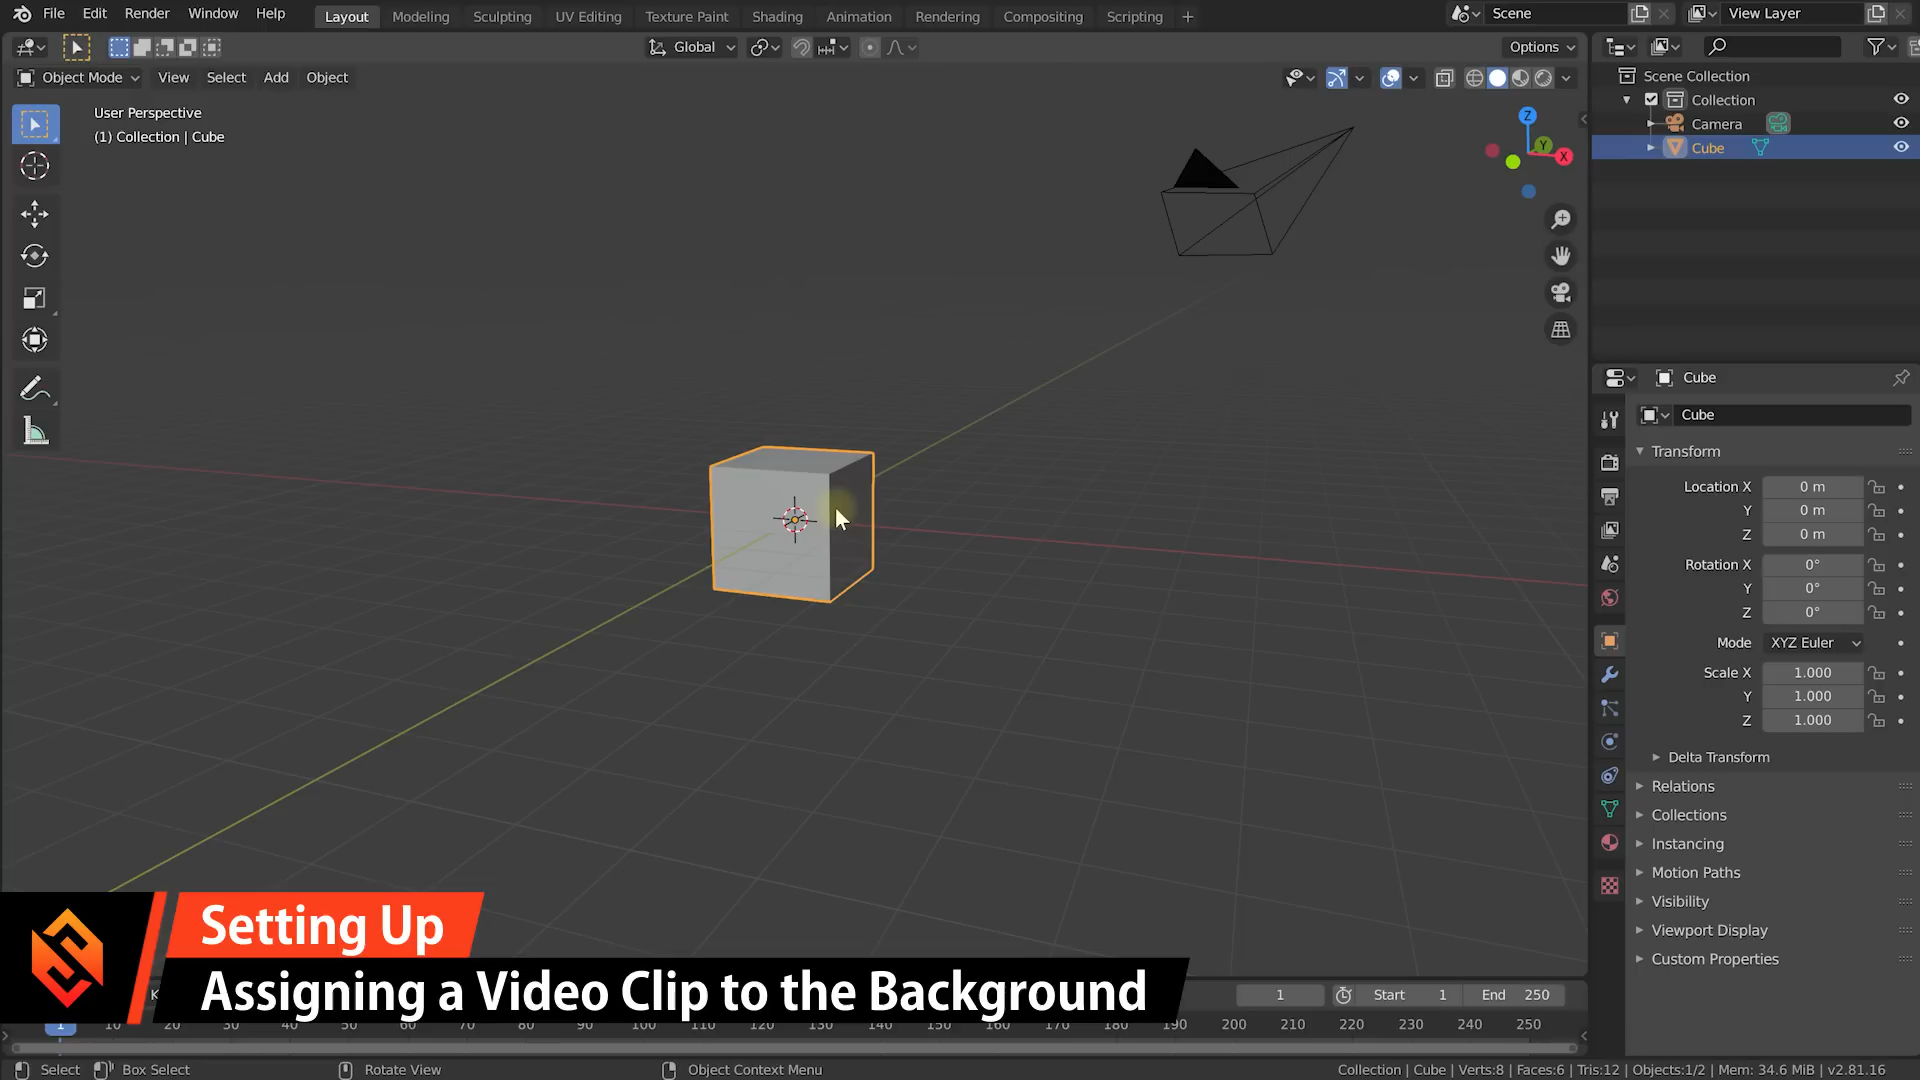 File Edit Render Window Help Layout Modeling Sculpting UV Editing Texture Paint Shading Animation Rendering Compositing Scripting + Scene View Layer
Global Options
Object Mode View Select Add Object
User Perspective
(1) Collection | Cube
Z
Y
X
Scene Collection
Collection
Camera
Cube
Cube
Cube
Transform
Location X 0 m
Y 0 m
Z 0 m
Rotation X 0°
Y 0°
Z 0°
Mode XYZ Euler
Scale X 1.000
Y 1.000
Z 1.000
Delta Transform
Relations
Collections
Instancing
Motion Paths
Visibility
Viewport Display
Custom Properties
Setting Up
Assigning a Video Clip to the Background
K
1 Start 1 End 250
1 10 20 30 40 50 60 70 80 90 100 110 120 130 140 150 160 170 180 190 200 210 220 230 240 250
Select Box Select Rotate View Object Context Menu Collection | Cube | Verts:8 | Faces:6 | Tris:12 | Objects:1/2 | Mem: 34.6 MiB | v2.81.16